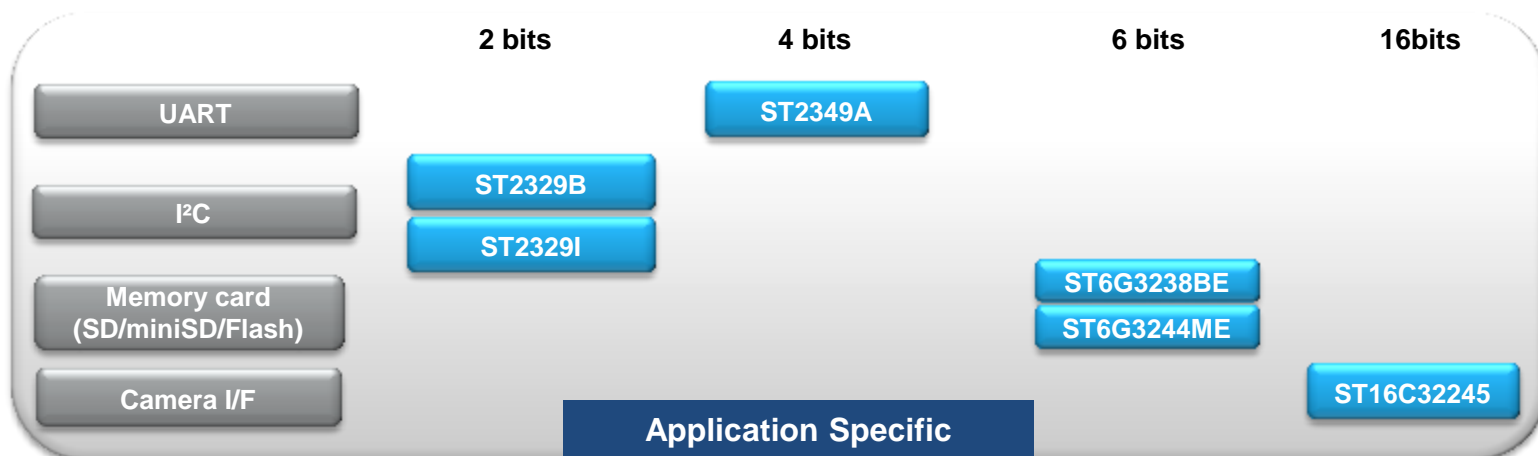 2 bits 4 bits 6 bits 16bits
UART ST2349A
ST2329B
I²C
ST2329I
ST6G3238BE
Memory card
(SD/miniSD/Flash)
ST6G3244ME
Camera I/F ST16C32245
Application Specific